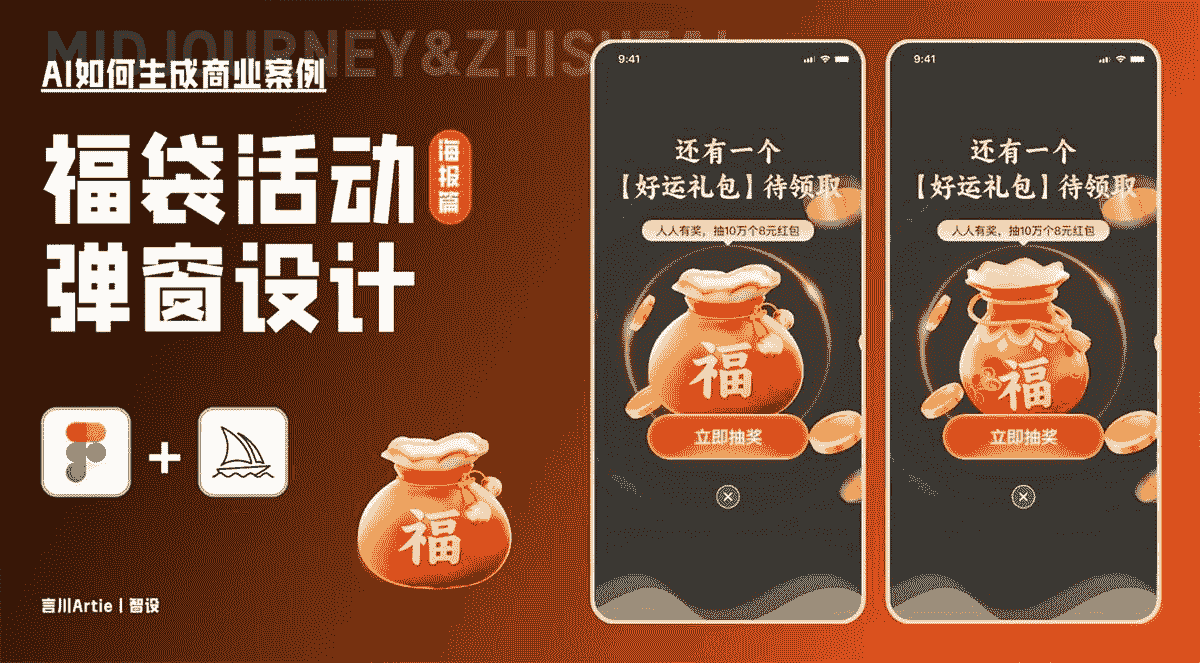 MIDJOURNEY&ZHISHEAI
AI如何生成商业案例
福袋活动
海报篇
弹窗设计
福
言川Artie | 智设
9:41
还有一个
【好运礼包】待领取
人人有奖，抽10万个8元红包
福
立即抽奖
9:41
还有一个
【好运礼包】待领取
人人有奖，抽10万个8元红包
福
立即抽奖